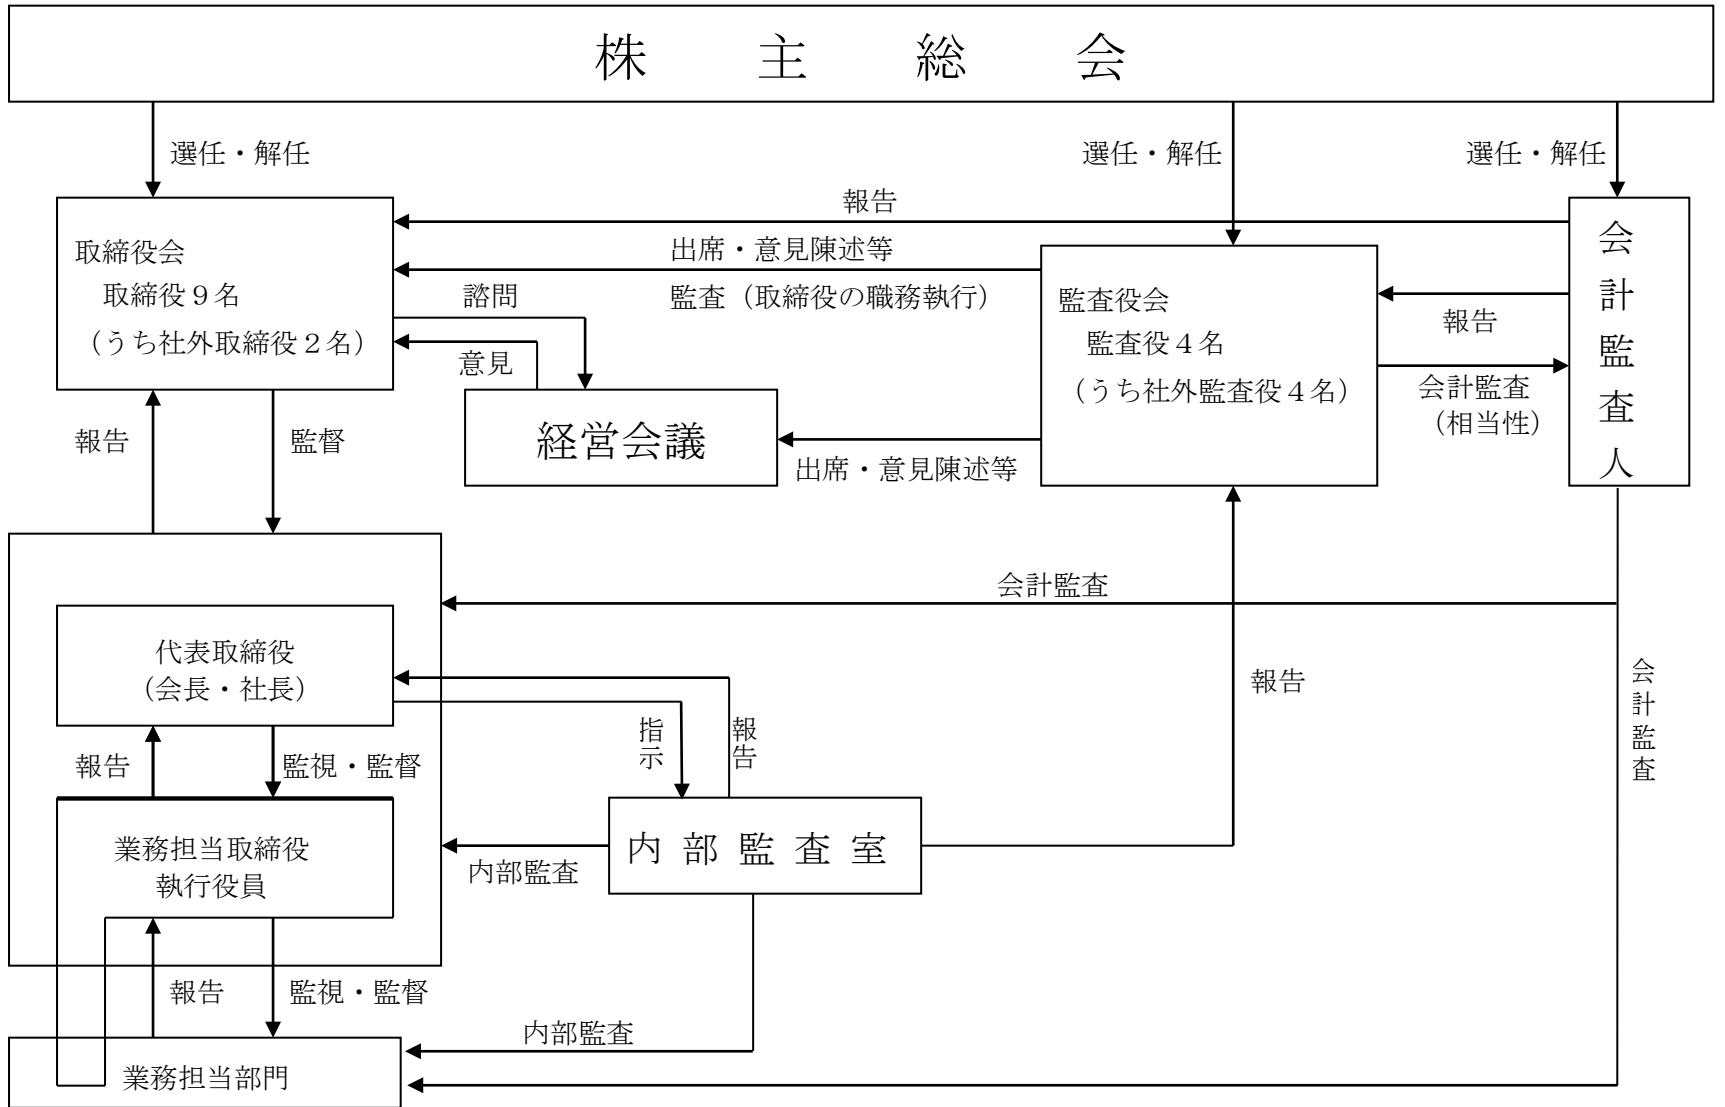 株主総会
選任・解任
選任・解任
選任・解任
報告
取締役会
取締役９名
（うち社外取締役２名）
出席・意見陳述等
監査（取締役の職務執行）
諮問
意見
監査役会
監査役４名
（うち社外監査役４名）
会計監査人
報告
会計監査
（相当性）
経営会議
出席・意見陳述等
報告
監督
会計監査
代表取締役
（会長・社長）
報告
会計監査
指示
報告
報告
監視・監督
業務担当取締役
執行役員
内部監査室
内部監査
報告
監視・監督
内部監査
業務担当部門